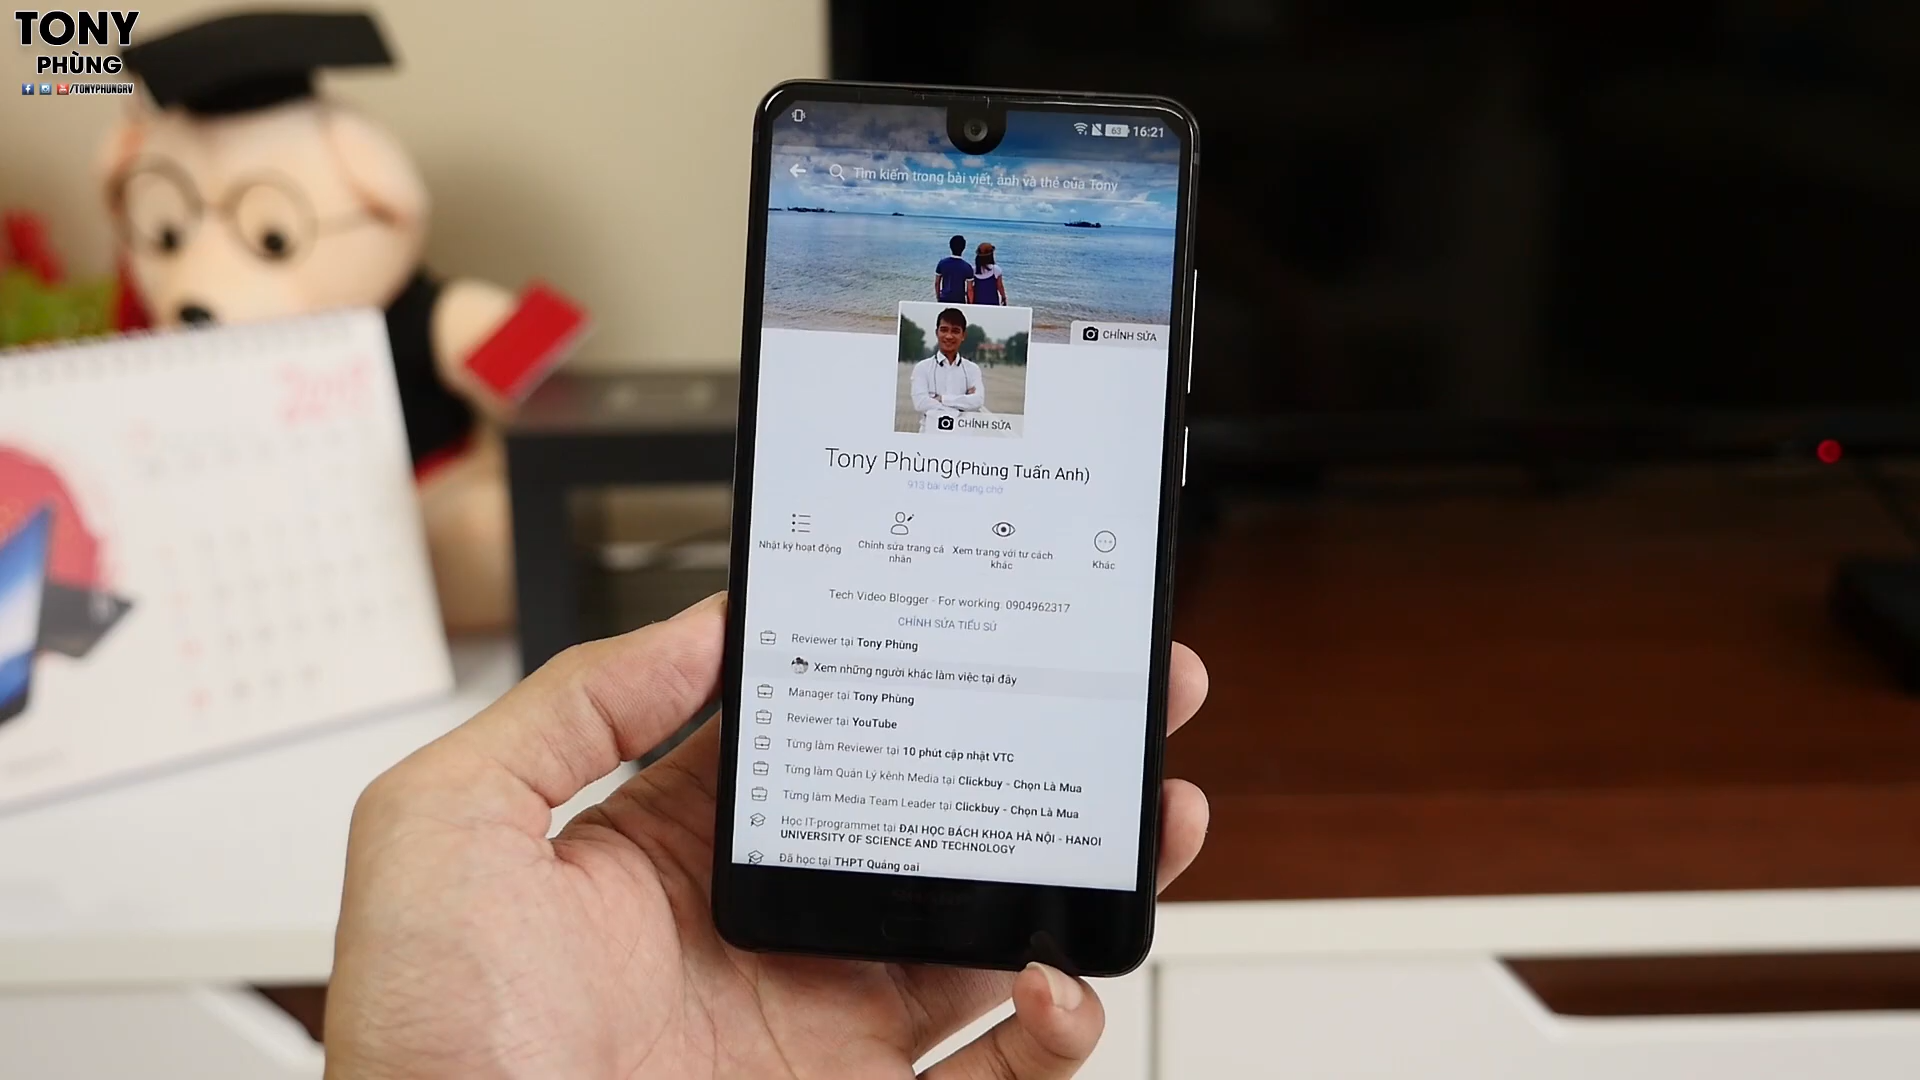 TONY
PHÙNG
/TONYPHUNGRV
63 16:21
Tìm kiếm trong bài viết, ảnh và thẻ của Tony
CHỈNH SỬA
CHỈNH SỬA
Tony Phùng(Phùng Tuấn Anh)
913 bài viết đang chờ
Nhật ký hoạt động
Chỉnh sửa trang cá
nhân
Xem trang với tư cách
khác
Khác
Tech Video Blogger - For working: 0904962317
CHỈNH SỬA TIỂU SỬ
Reviewer tại Tony Phùng
Xem những người khác làm việc tại đây
Manager tại Tony Phùng
Reviewer tại YouTube
Từng làm Reviewer tại 10 phút cập nhật VTC
Từng làm Quản Lý kênh Media tại Clickbuy - Chọn Là Mua
Từng làm Media Team Leader tại Clickbuy - Chọn Là Mua
Học IT-programmet tại ĐẠI HỌC BÁCH KHOA HÀ NỘI - HANOI
UNIVERSITY OF SCIENCE AND TECHNOLOGY
Đã học tại THPT Quảng oai